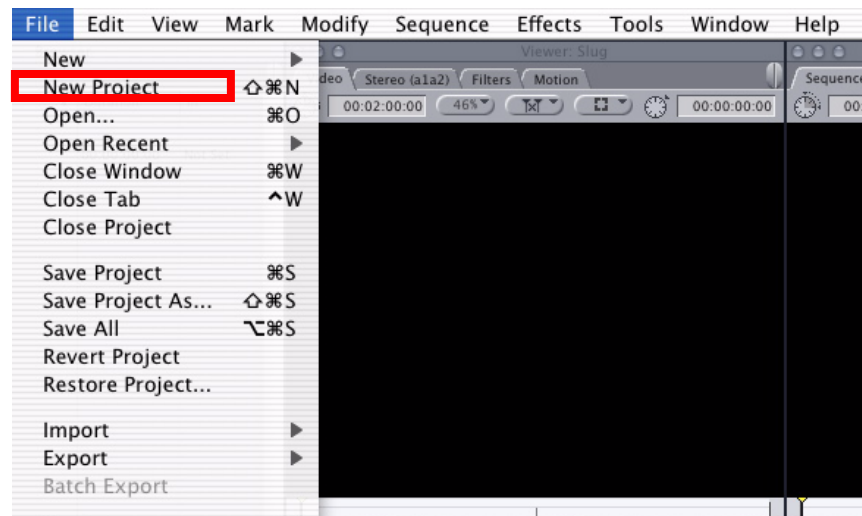 File Edit View Mark Modify Sequence Effects Tools Window Help
New
New Project ⇧⌘N
Open... ⌘O
Open Recent
Close Window ⌘W
Close Tab ^W
Close Project
Save Project ⌘S
Save Project As... ⇧⌘S
Save All ⌥⌘S
Revert Project
Restore Project...
Import
Export
Batch Export
Viewer: Slug
deo Stereo (a1a2) Filters Motion
00:02:00:00 46% 00:00:00:00
Sequence
00